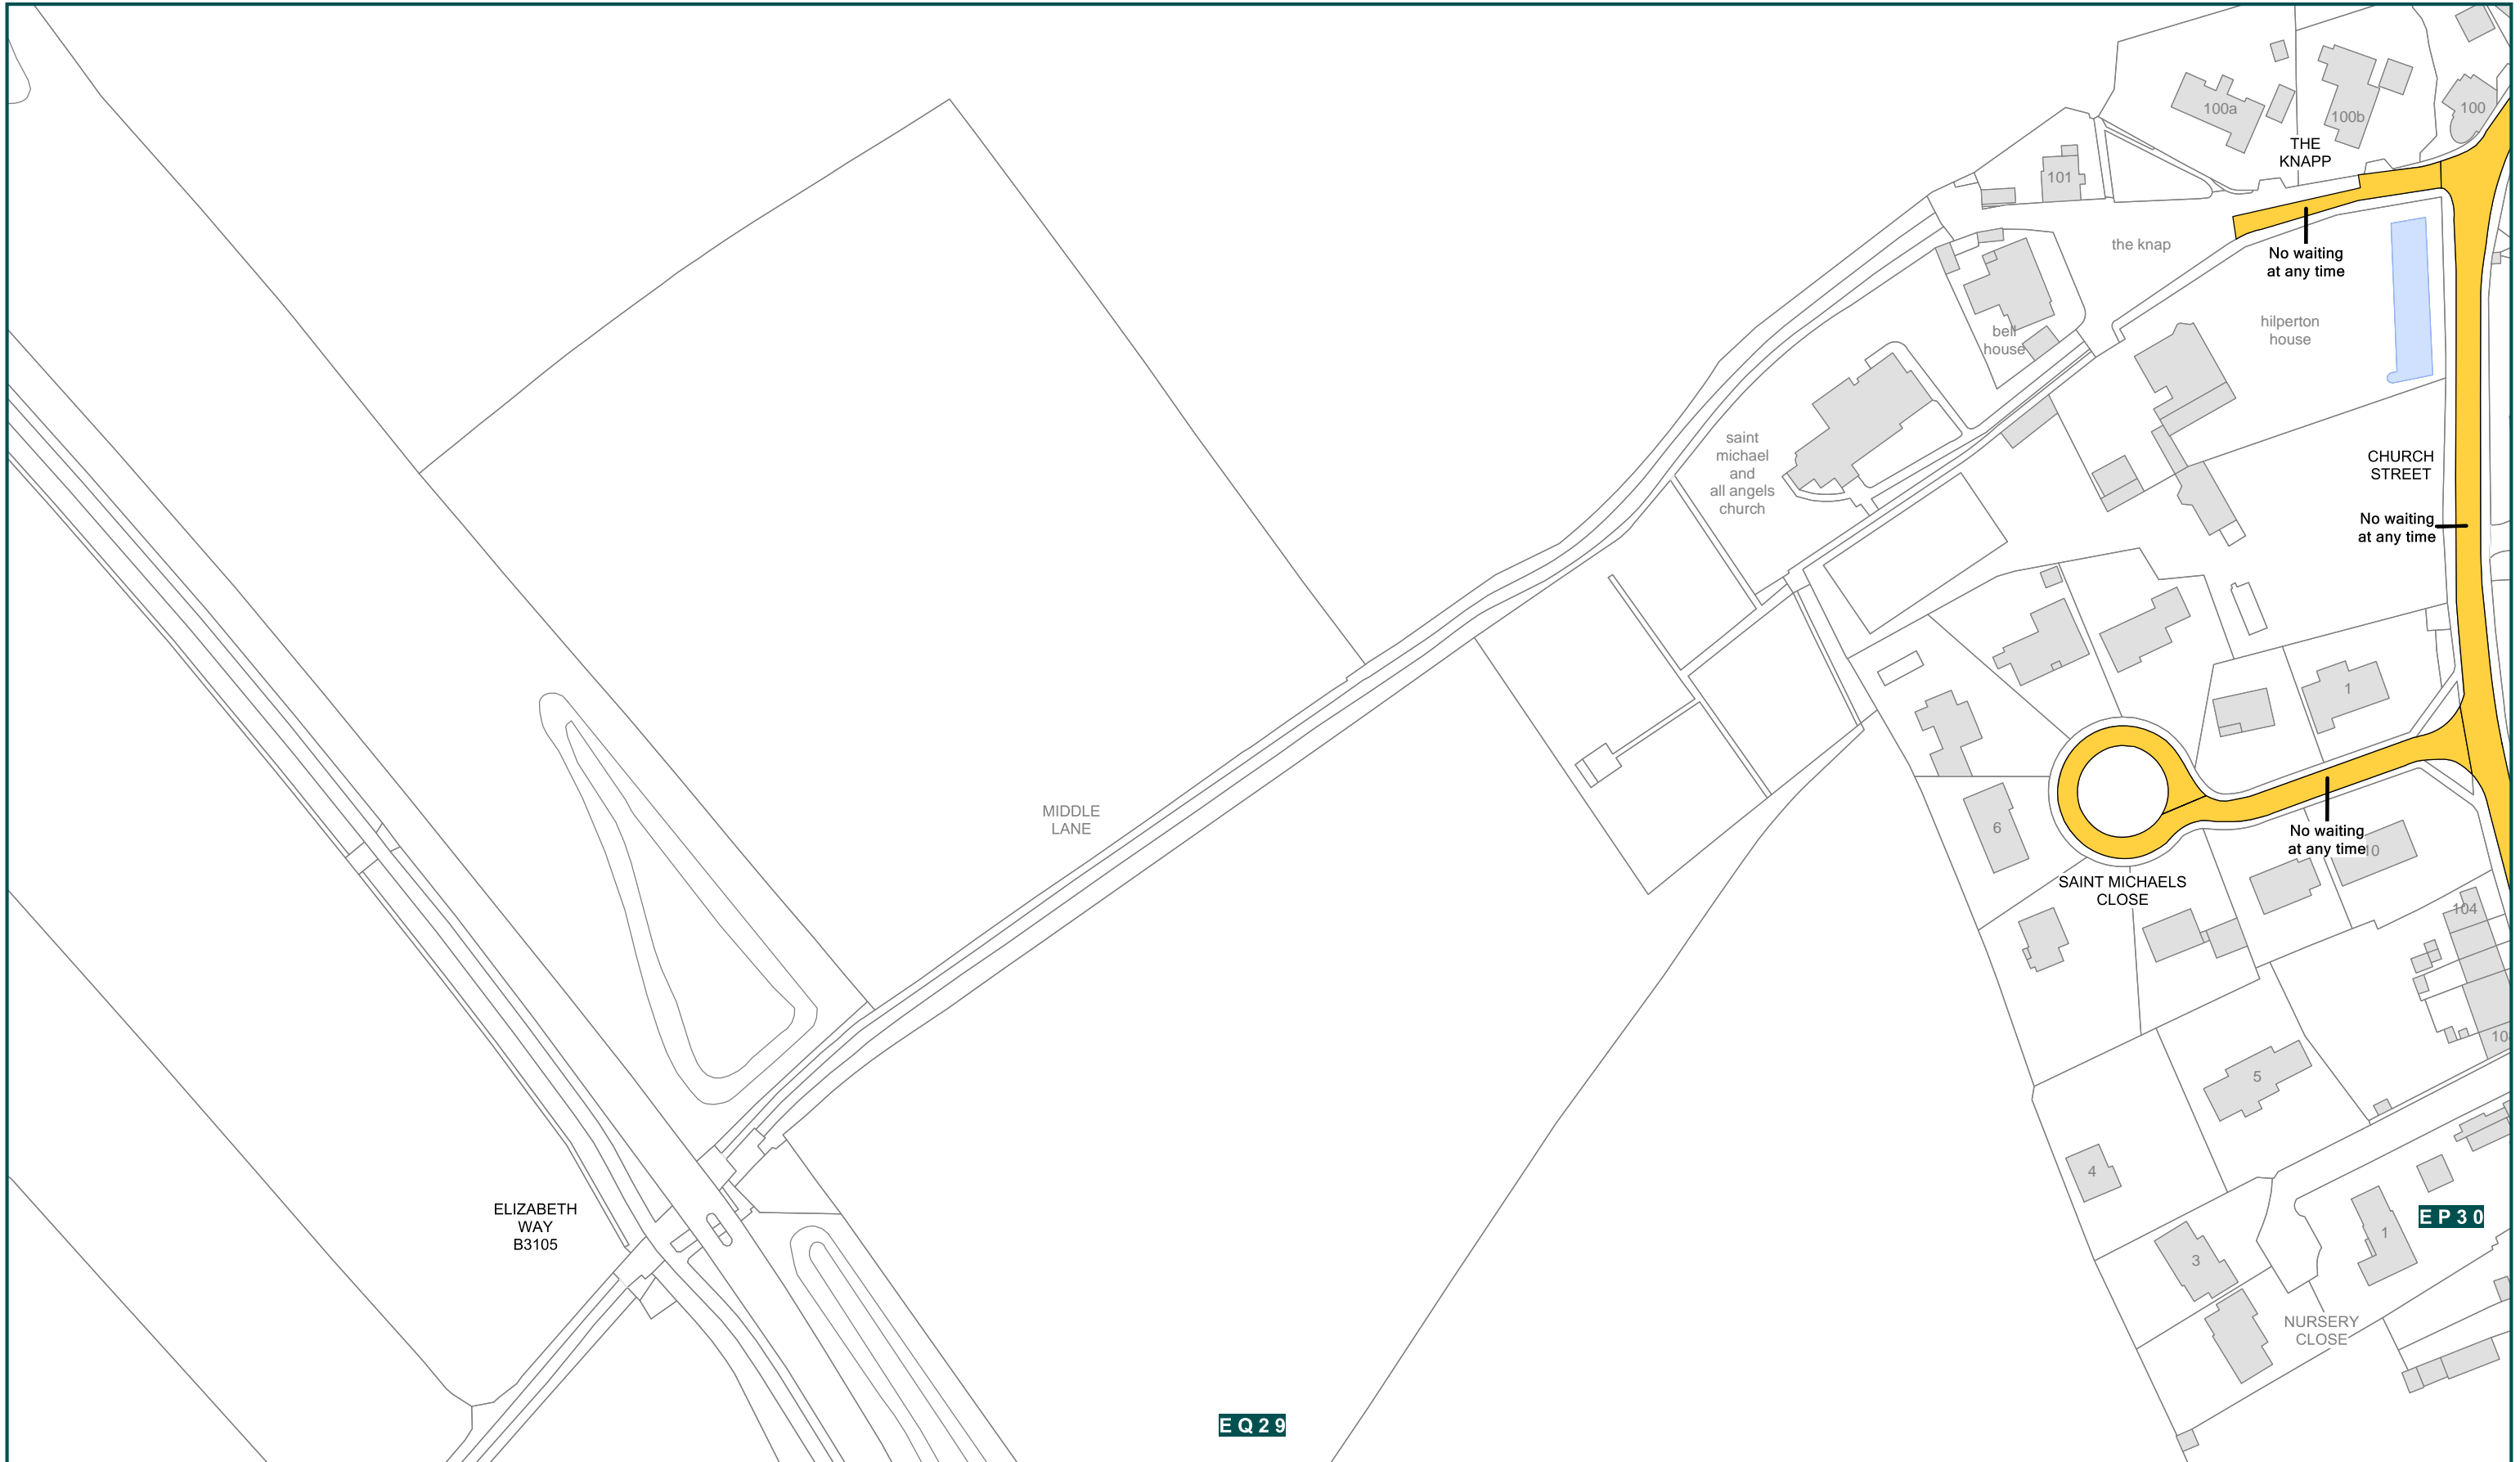 100a
100b
100
THE
KNAPP
101
the knap
No waiting
at any time
hilperton
house
bell
house
saint
michael
and
all angels
church
CHURCH
STREET
No waiting
at any time
1
MIDDLE
LANE
6
No waiting
at any time
10
SAINT MICHAELS
CLOSE
104
5
4
ELIZABETH
WAY
B3105
EP30
1
3
NURSERY
CLOSE
EQ29